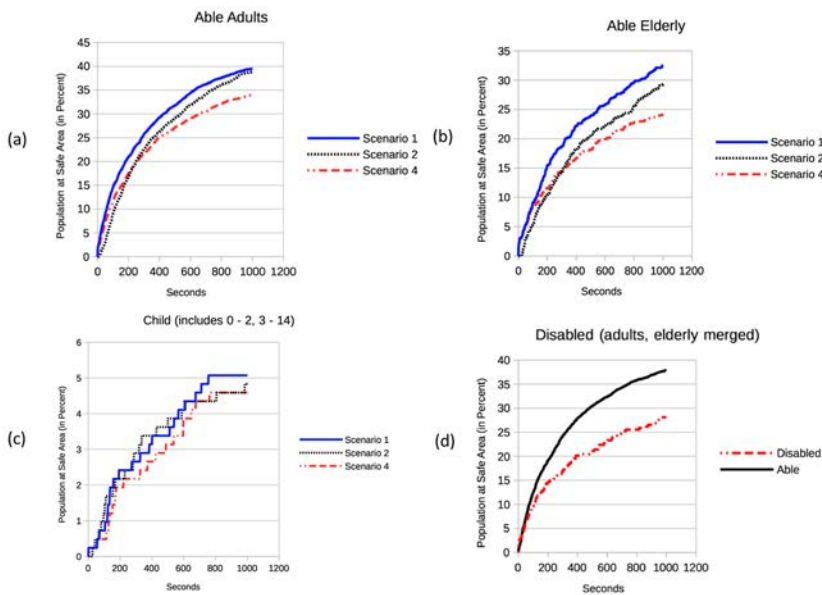 (a)
Able Adults
Population at Safe Area (in Percent)
45
40
35
30
25
20
15
10
5
0
0 200 400 600 800 1000 1200
Seconds
Scenario 1
Scenario 2
Scenario 4
(b)
Able Elderly
Population at Safe Area (in Percent)
35
30
25
20
15
10
5
0
0 200 400 600 800 1000 1200
Seconds
Scenario 1
Scenario 2
Scenario 4
(c)
Child (includes 0 - 2, 3 - 14)
Population at Safe Area (in Percent)
6
5
4
3
2
1
0
0 200 400 600 800 1000 1200
Seconds
Scenario 1
Scenario 2
Scenario 4
(d)
Disabled (adults, elderly merged)
Population at Safe Area (in Percent)
40
35
30
25
20
15
10
5
0
0 200 400 600 800 1000 1200
Seconds
Disabled
Able